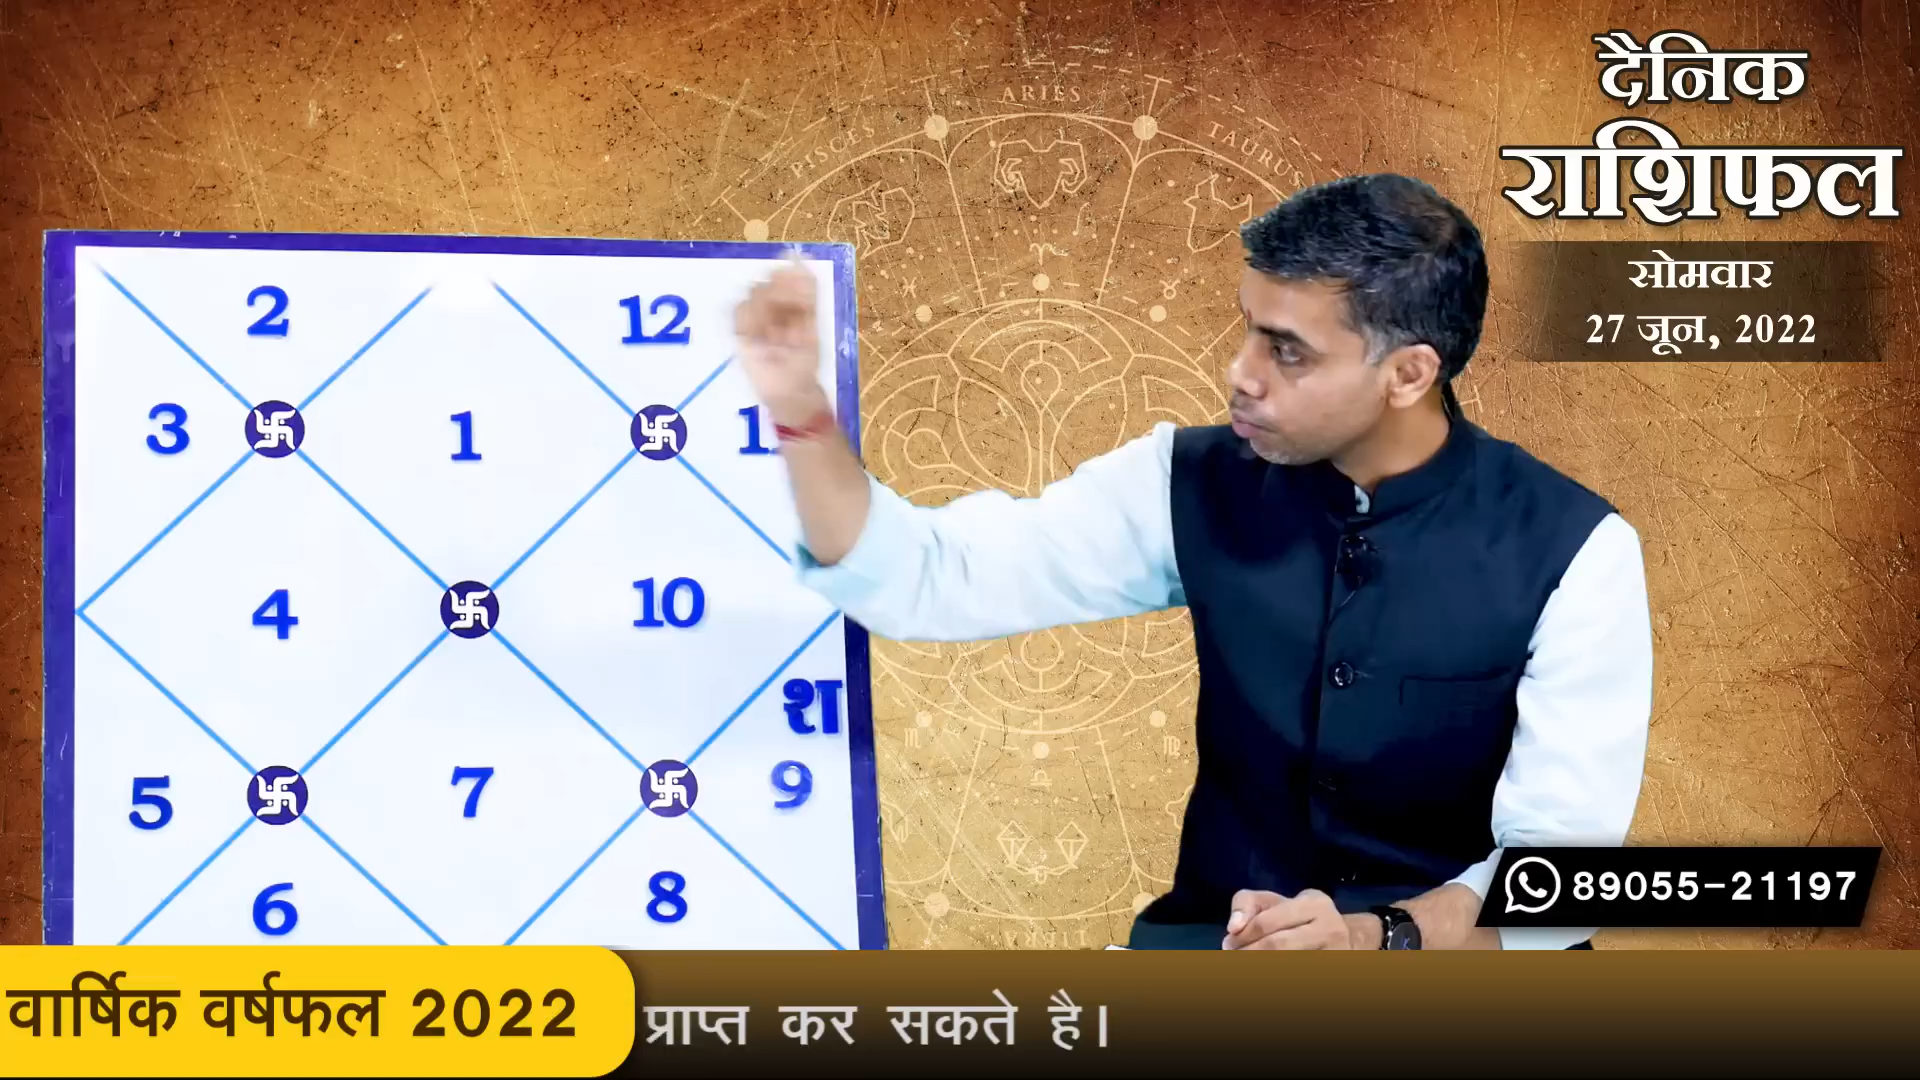 दैनिक
राशिफल
सोमवार
27 जून, 2022
ARIES
PISCES
TAURUS
2
12
3
1
4
10
श
5
7
9
6
8
LIBRA
89055-21197
वार्षिक वर्षफल 2022
प्राप्त कर सकते है।